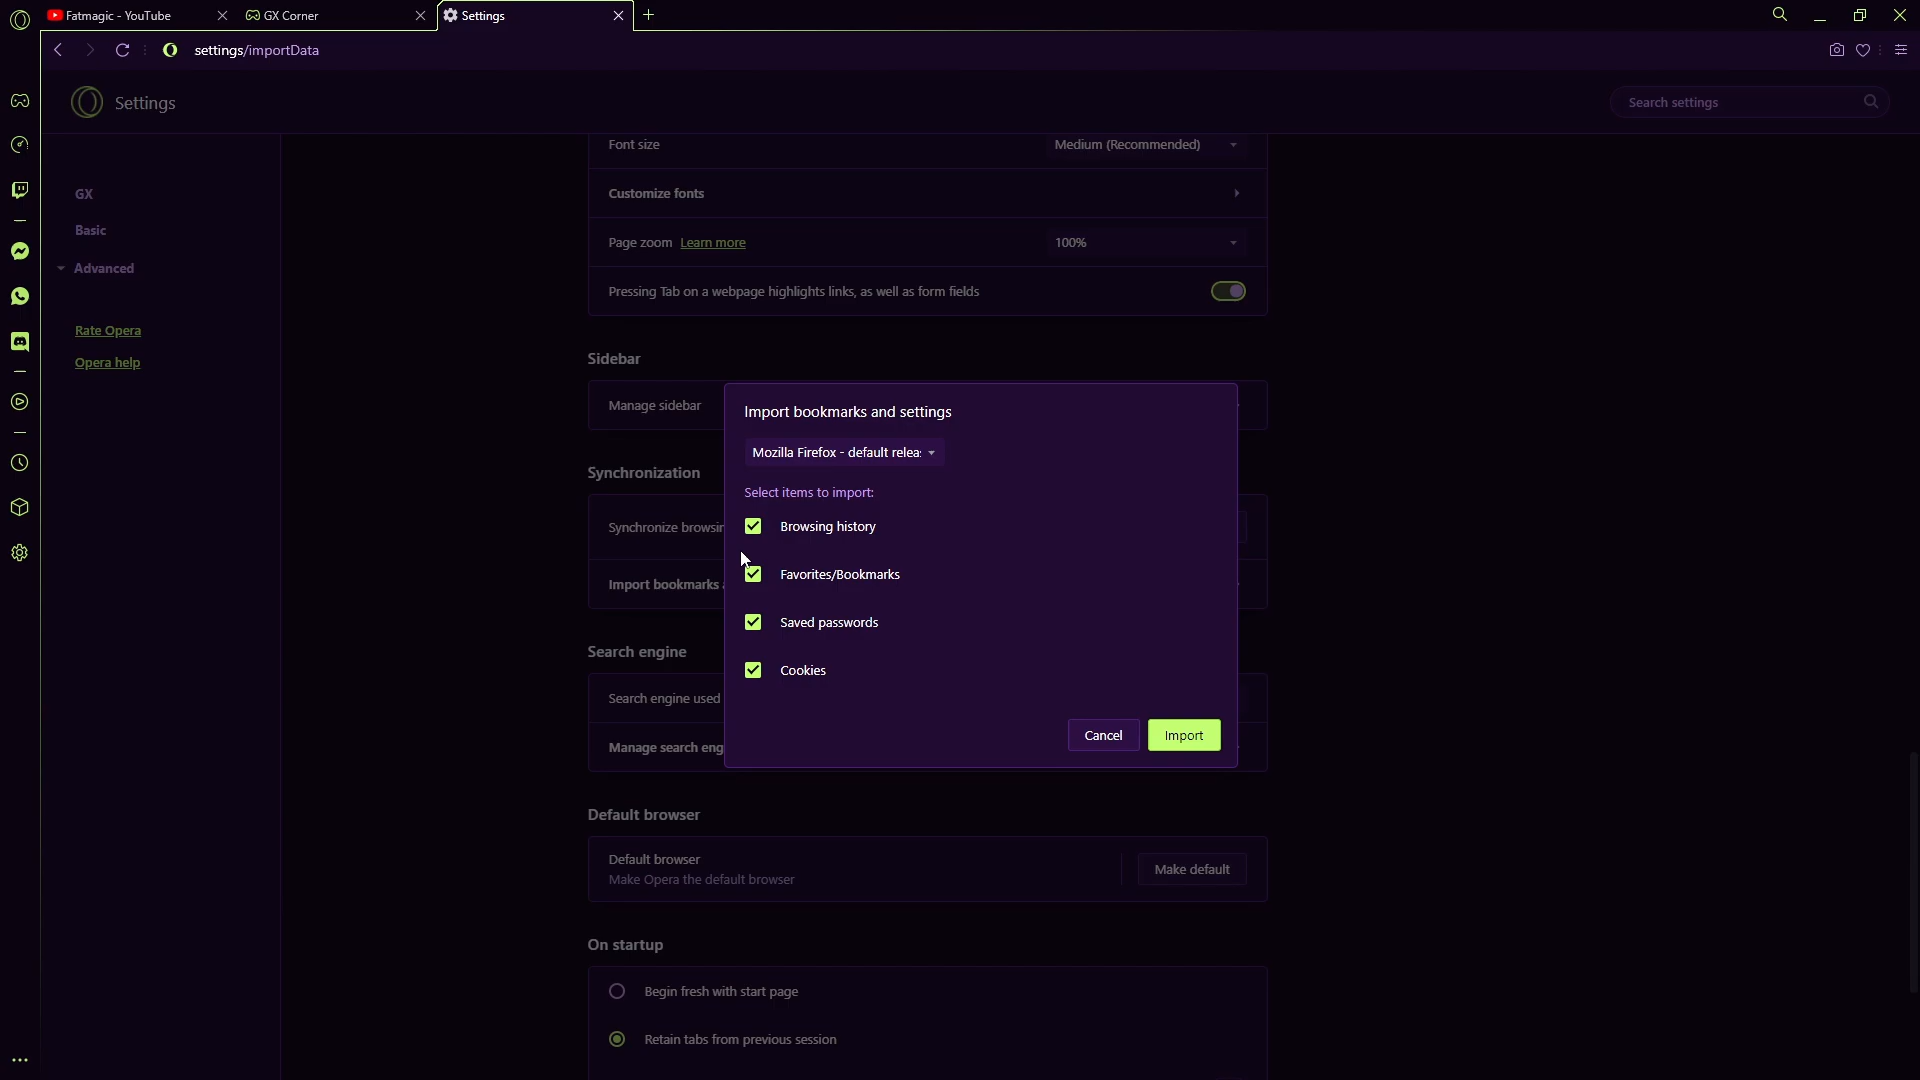 Fatmagic - YouTube
GX Corner
Settings
settings/importData
Settings
Search settings
GX
Basic
Advanced
Rate Opera
Opera help
Font size
Medium (Recommended)
Customize fonts
Page zoom Learn more
100%
Pressing Tab on a webpage highlights links, as well as form fields
Sidebar
Manage sidebar
Synchronization
Synchronize browsin
Import bookmarks
Search engine
Search engine used
Manage search eng
Import bookmarks and settings
Mozilla Firefox - default relea
Select items to import:
Browsing history
Favorites/Bookmarks
Saved passwords
Cookies
Cancel
Import
Default browser
Default browser
Make Opera the default browser
Make default
On startup
Begin fresh with start page
Retain tabs from previous session